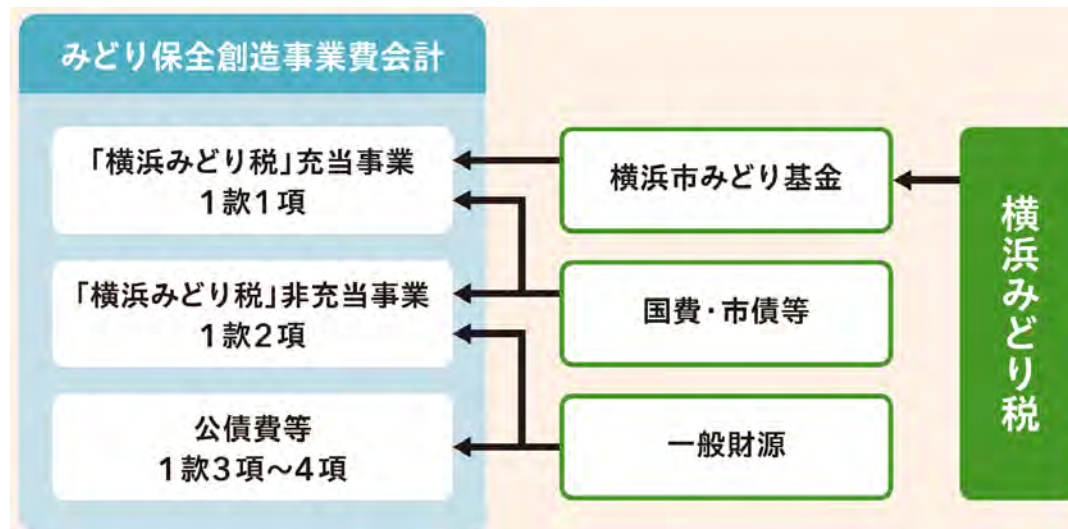 みどり保全創造事業費会計
「横浜みどり税」充当事業
1款1項
「横浜みどり税」非充当事業
1款2項
公債費等
1款3項～4項
横浜市みどり基金
国費・市債等
一般財源
横浜みどり税